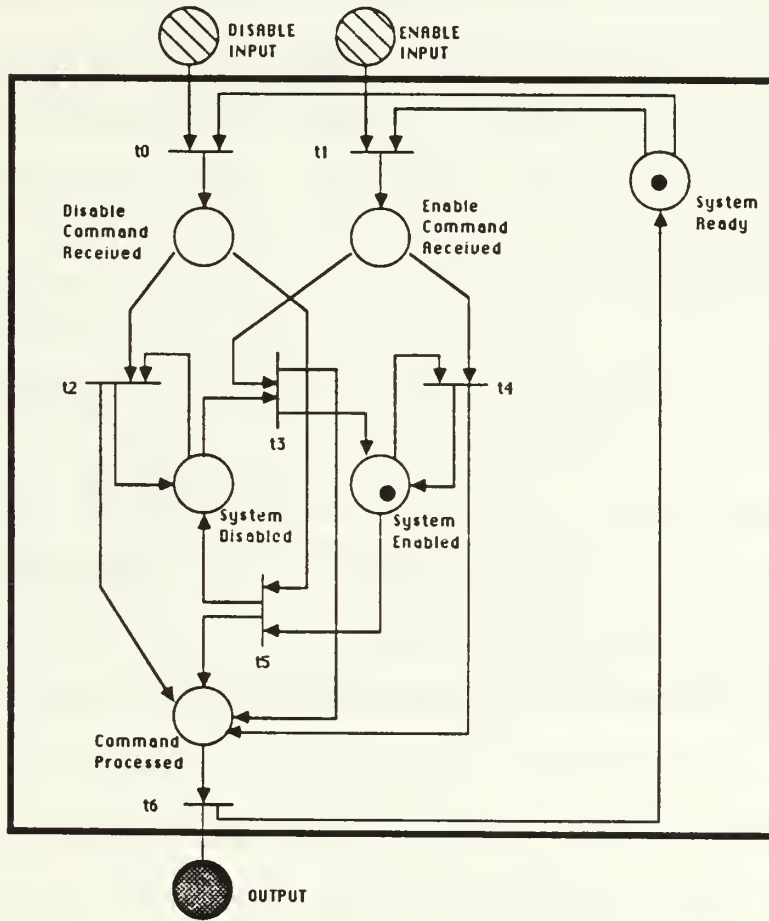 DISABLE
INPUT
ENABLE
INPUT
t0
t1
System
Ready
Disable
Command
Received
Enable
Command
Received
t2
t3
t4
System
Disabled
System
Enabled
t5
Command
Processed
t6
OUTPUT